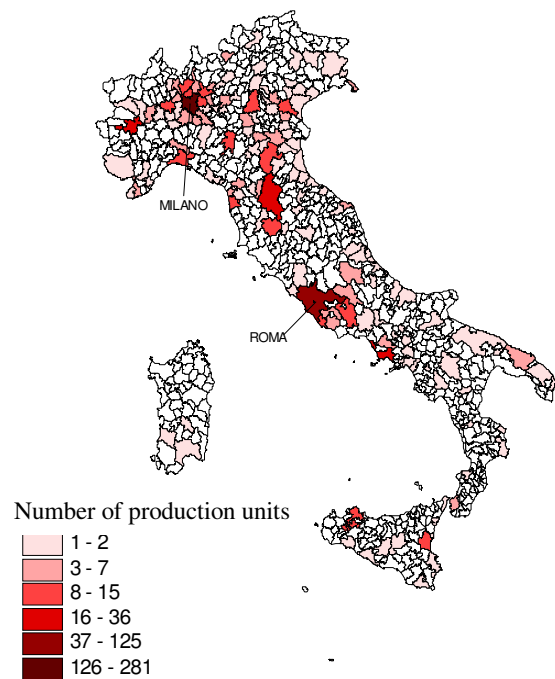 MILANO
ROMA
Number of production units
1 - 2
3 - 7
8 - 15
16 - 36
37 - 125
126 - 281